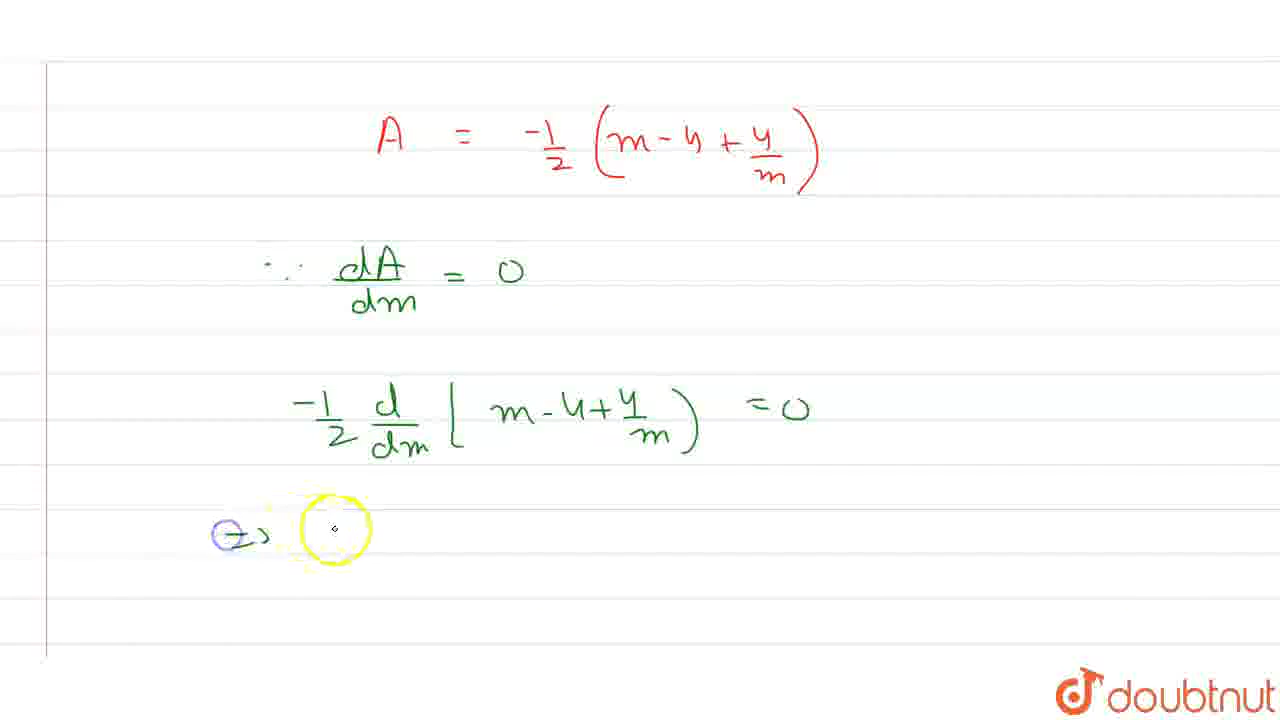 A = -1/2 (m - 4 + 4/m)
∵ dA/dm = 0
-1/2 d/dm (m - 4 + 4/m) = 0
=>
doubtnut